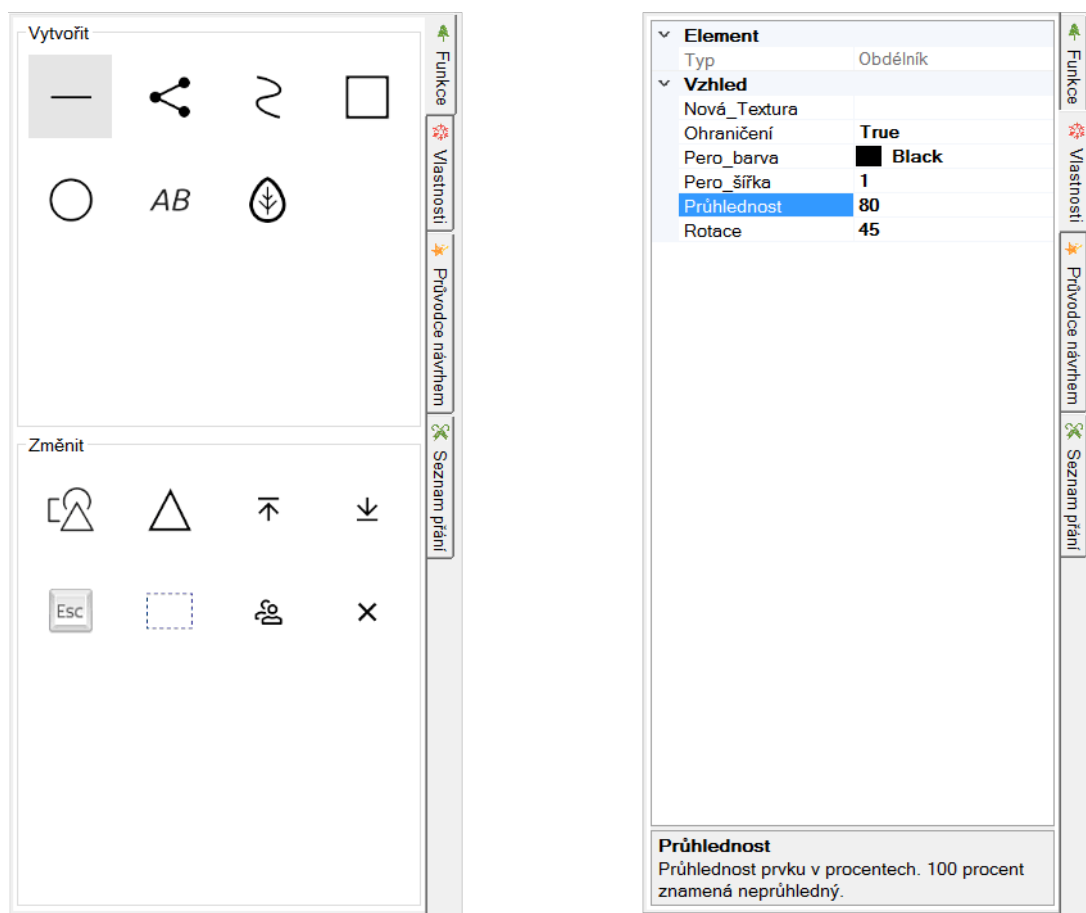 Vytvořit
AB
Změnit
Esc
Funkce
Vlastnosti
Průvodce návrhem
Seznam přání
Element
Typ Obdélník
Vzhled
Nová_Textura
Ohraničení True
Pero_barva Black
Pero_šířka 1
Průhlednost 80
Rotace 45
Průhlednost
Průhlednost prvku v procentech. 100 procent
znamená neprůhledný.
Funkce
Vlastnosti
Průvodce návrhem
Seznam přání